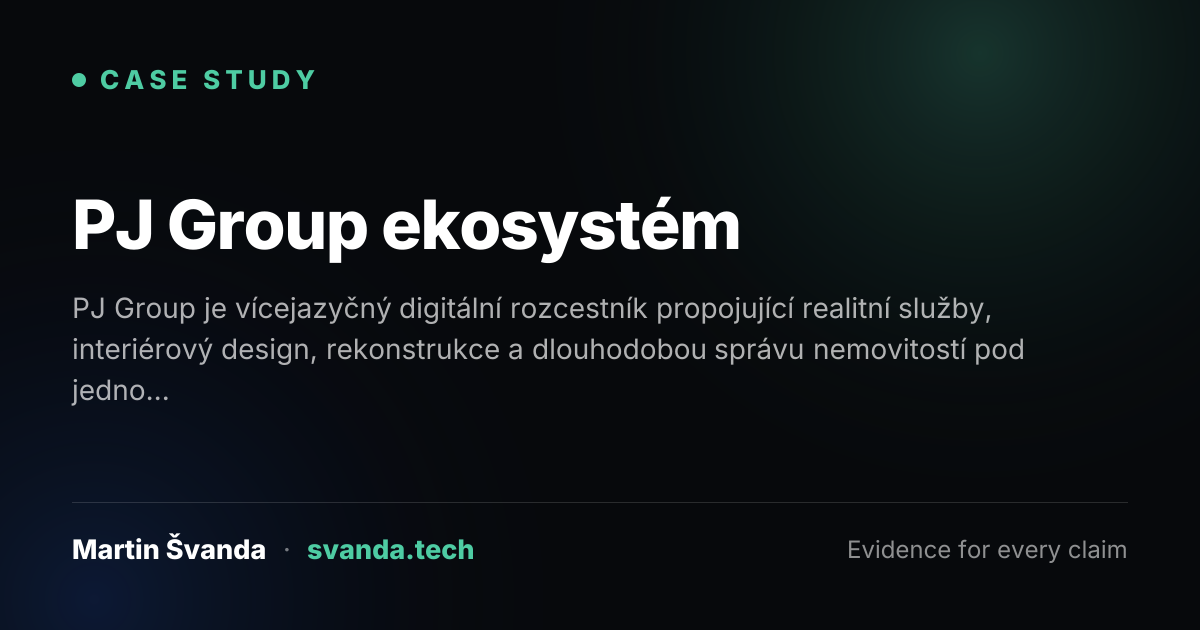 CASE STUDY
PJ Group ekosystém
PJ Group je vícejazyčný digitální rozcestník propojující realitní služby,
interiérový design, rekonstrukce a dlouhodobou správu nemovitostí pod
jedno…
Martin Švanda · svanda.tech
Evidence for every claim